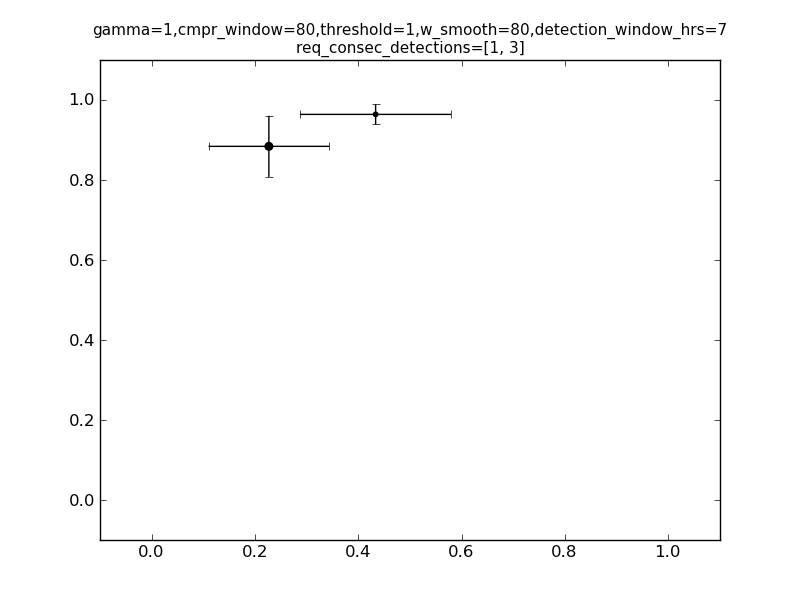 gamma=1,cmpr_window=80,threshold=1,w_smooth=80,detection_window_hrs=7
req_consec_detections=[1, 3]
1.0
0.8
0.6
0.4
0.2
0.0
0.0 0.2 0.4 0.6 0.8 1.0